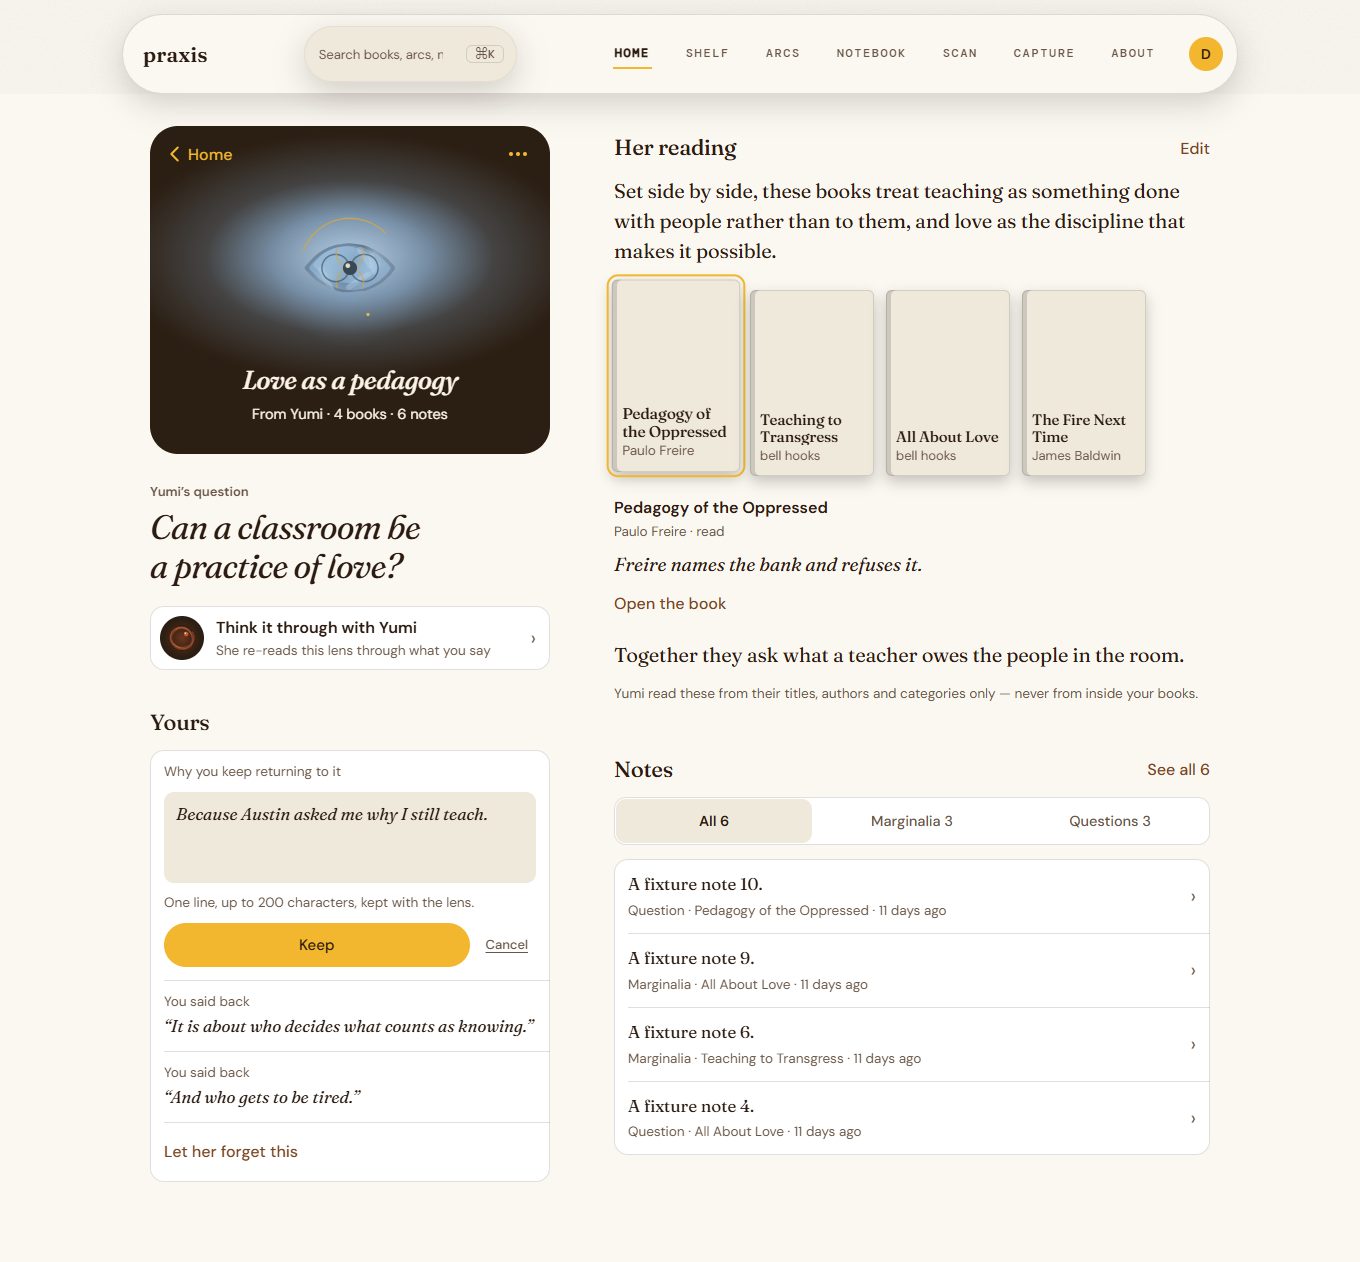 praxis
Search books, arcs, n
⌘K
HOME
SHELF
ARCS
NOTEBOOK
SCAN
CAPTURE
ABOUT
D
Home
Love as a pedagogy
From Yumi · 4 books · 6 notes
Yumi’s question
Can a classroom be
a practice of love?
Think it through with Yumi
She re-reads this lens through what you say
Yours
Why you keep returning to it
Because Austin asked me why I still teach.
One line, up to 200 characters, kept with the lens.
Keep
Cancel
You said back
“It is about who decides what counts as knowing.”
You said back
“And who gets to be tired.”
Let her forget this
Her reading
Edit
Set side by side, these books treat teaching as something done
with people rather than to them, and love as the discipline that
makes it possible.
Pedagogy of
the Oppressed
Paulo Freire
Teaching to
Transgress
bell hooks
All About Love
bell hooks
The Fire Next
Time
James Baldwin
Pedagogy of the Oppressed
Paulo Freire · read
Freire names the bank and refuses it.
Open the book
Together they ask what a teacher owes the people in the room.
Yumi read these from their titles, authors and categories only — never from inside your books.
Notes
See all 6
All 6
Marginalia 3
Questions 3
A fixture note 10.
Question · Pedagogy of the Oppressed · 11 days ago
A fixture note 9.
Marginalia · All About Love · 11 days ago
A fixture note 6.
Marginalia · Teaching to Transgress · 11 days ago
A fixture note 4.
Question · All About Love · 11 days ago